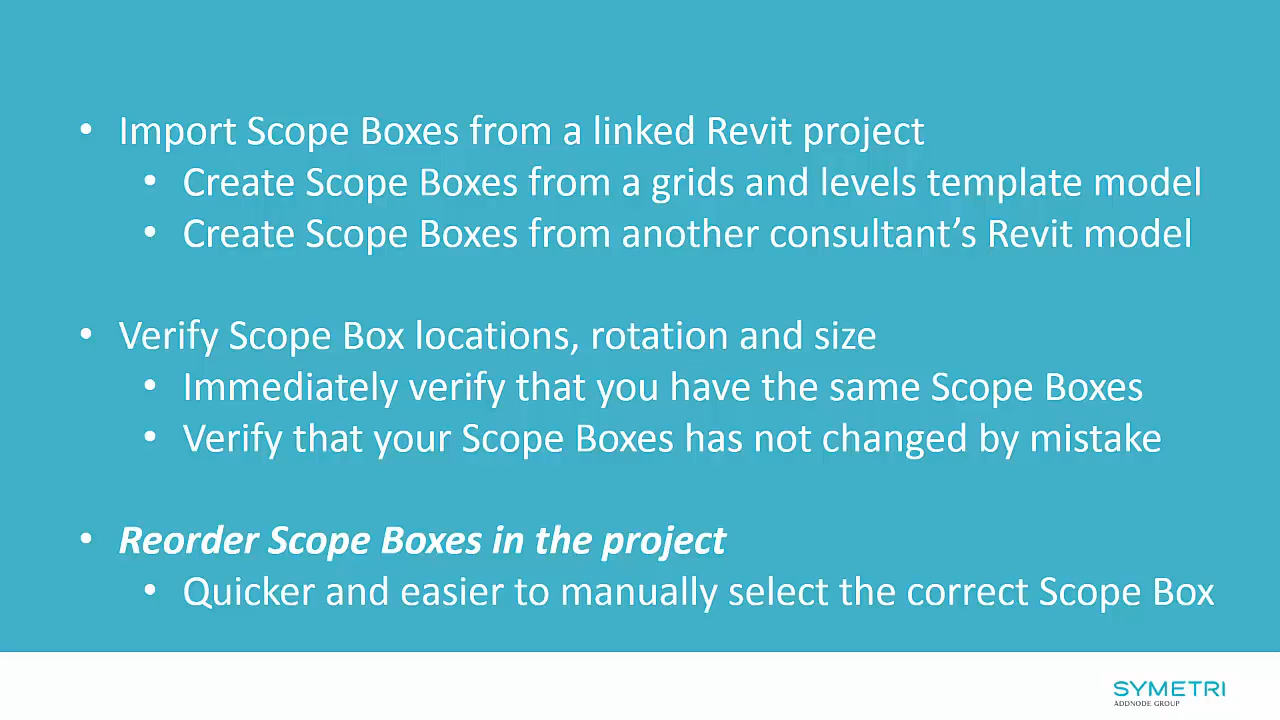 • Import Scope Boxes from a linked Revit project
• Create Scope Boxes from a grids and levels template model
• Create Scope Boxes from another consultant’s Revit model
• Verify Scope Box locations, rotation and size
• Immediately verify that you have the same Scope Boxes
• Verify that your Scope Boxes has not changed by mistake
• Reorder Scope Boxes in the project
• Quicker and easier to manually select the correct Scope Box
SYMETRI
ADDNODE GROUP